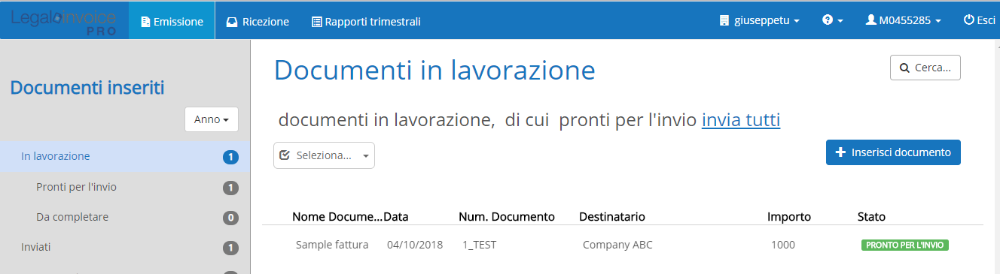 Legalinvoice PRO
Emissione
Ricezione
Rapporti trimestrali
giuseppetu
M0455285
Esci
Documenti inseriti
Anno
In lavorazione 1
Pronti per l'invio 1
Da completare 0
Inviati 1
Documenti in lavorazione
Cerca...
documenti in lavorazione, di cui pronti per l'invio invia tutti
Seleziona...
Inserisci documento
Nome Docume... Data Num. Documento Destinatario Importo Stato
Sample fattura 04/10/2018 1_TEST Company ABC 1000 PRONTO PER L'INVIO